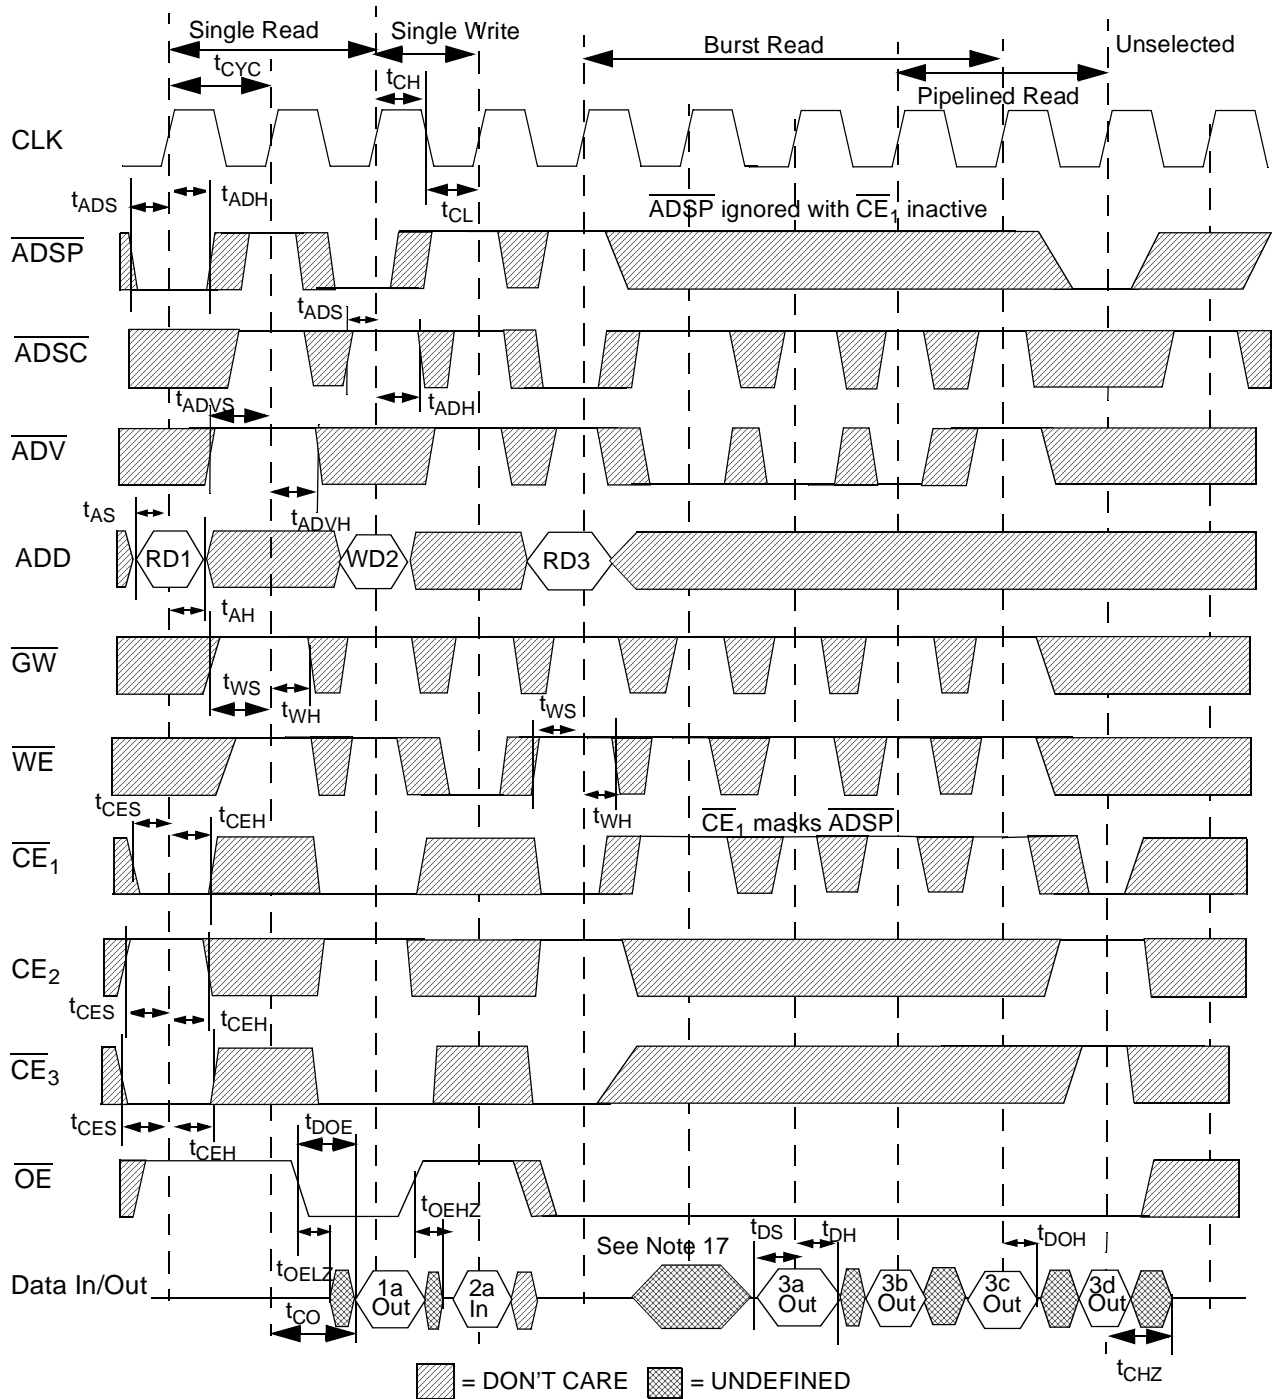 Single Read
Single Write
Burst Read
Unselected
tCYC
tCH
Pipelined Read
CLK
tADS
tADH
tCL
ADSP ignored with CE1 inactive
ADSP
tADS
ADSC
tADVS
tADH
ADV
tAS
tADVH
ADD
RD1
WD2
RD3
tAH
GW
tWS
tWH
tWS
WE
tCES
tCEH
tWH
CE1 masks ADSP
CE1
CE2
tCES
tCEH
CE3
tCES
tCEH
tDOE
OE
tOEHZ
See Note 17
tDS
tDH
tDOH
tOELZ
Data In/Out
1a Out
2a In
3a Out
3b Out
3c Out
3d Out
tCO
tCHZ
= DON'T CARE
= UNDEFINED